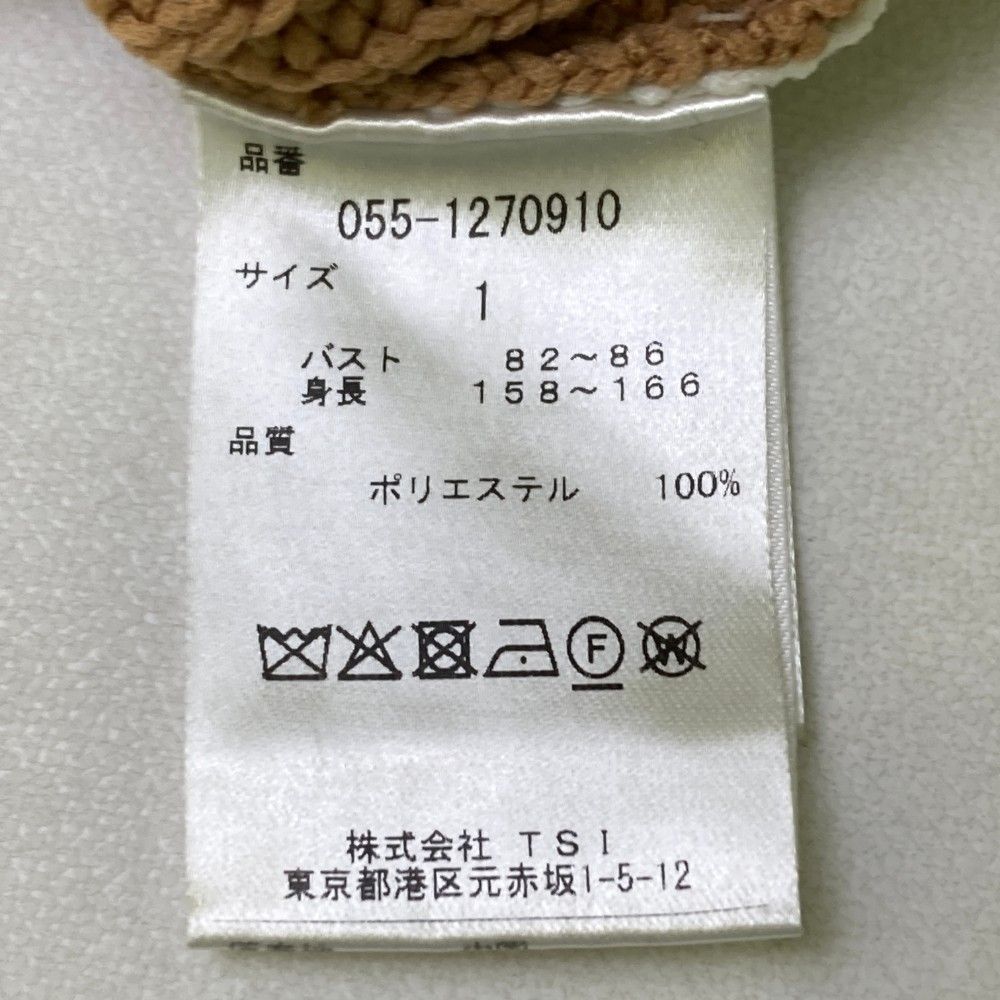 品番
055-1270910
サイズ
1
バスト 82〜86
身長 158〜166
品質
ポリエステル 100%
F
W
株式会社 TSI
東京都港区元赤坂1-5-12